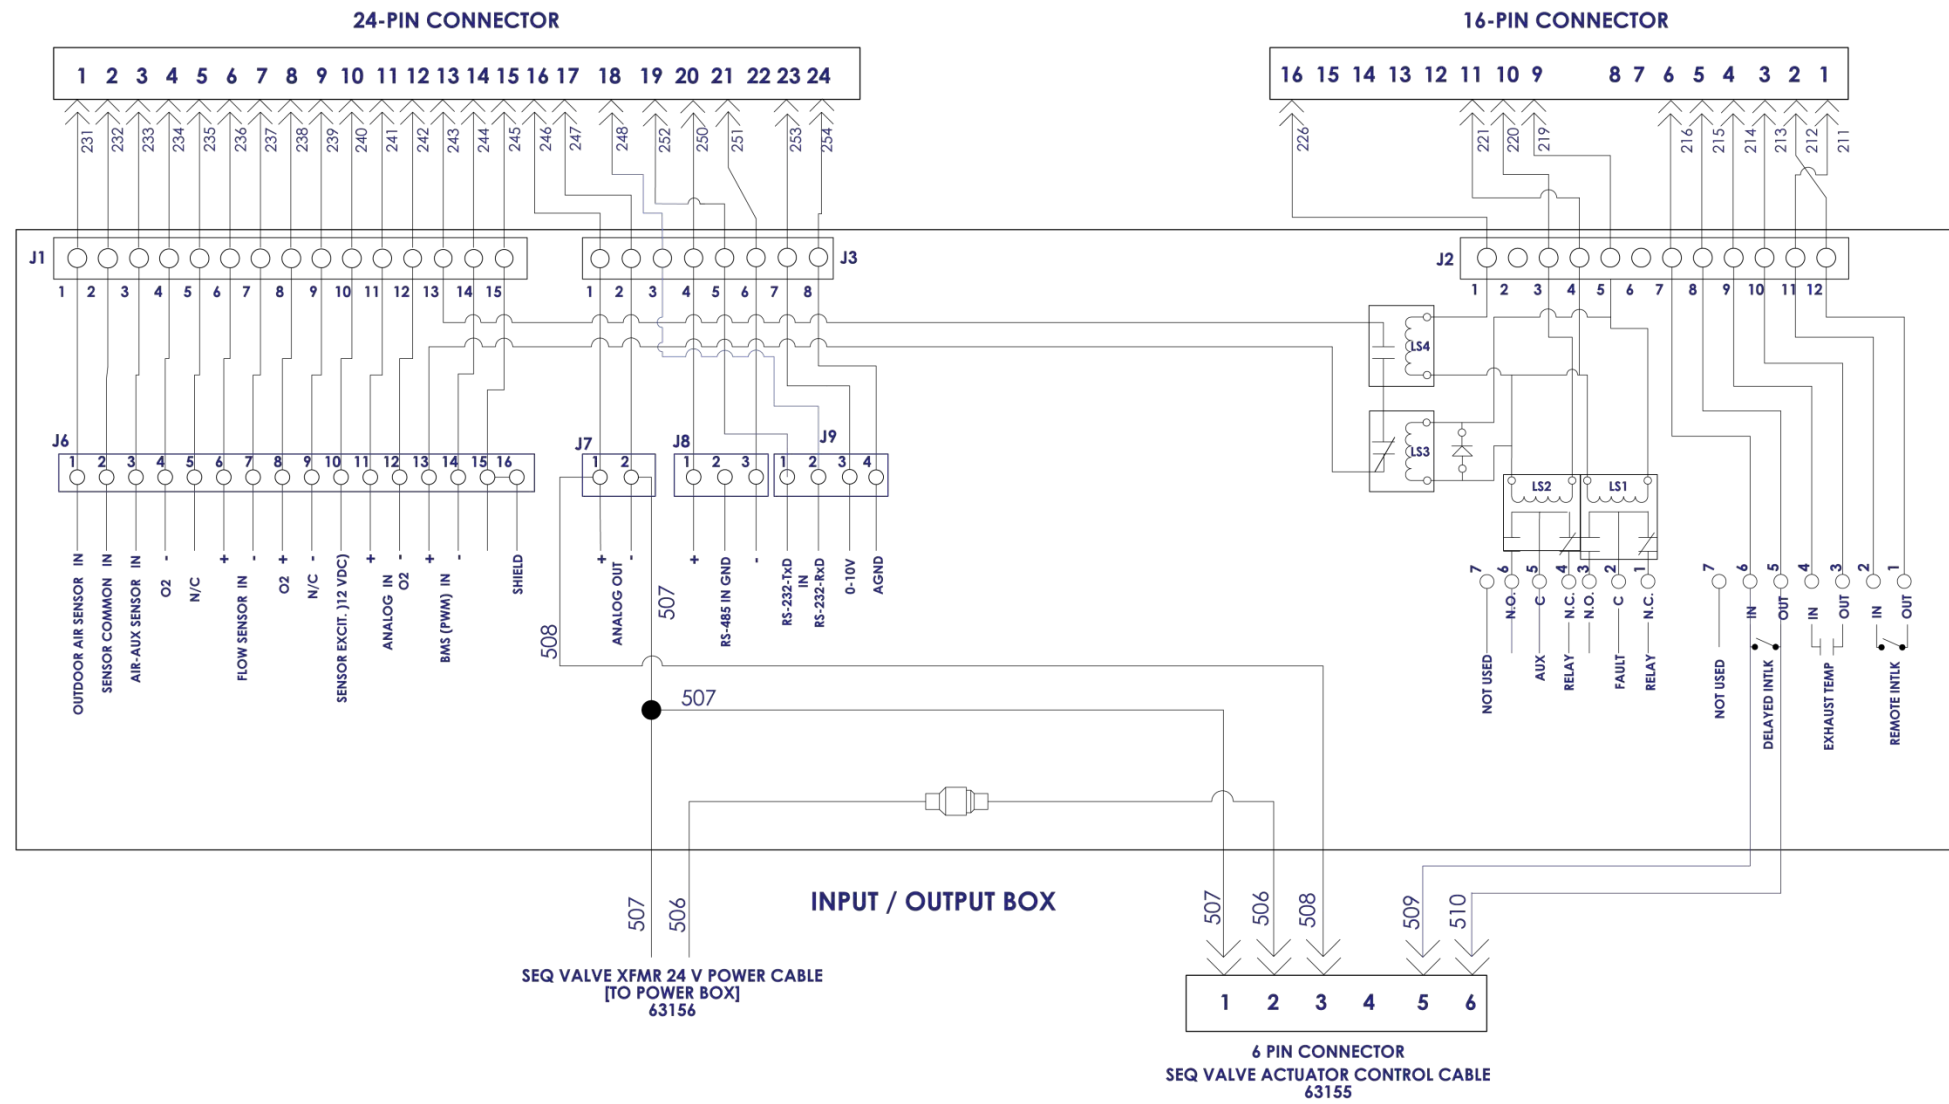 24-PIN CONNECTOR
16-PIN CONNECTOR
1 2 3 4 5 6 7 8 9 10 11 12 13 14 15 16 17 18 19 20 21 22 23 24
16 15 14 13 12 11 10 9 8 7 6 5 4 3 2 1
231 232 233 234 235 236 237 238 239 240 241 242 243 244 245 246 247 248 252 250 251 253 254
226 221 220 219 216 215 214 213 212 211
J1
J3
J2
1 2 3 4 5 6 7 8 9 10 11 12 13 14 15
1 2 3 4 5 6 7 8
1 2 3 4 5 6 7 8 9 10 11 12
LS4
LS3
J6
J7
J8
J9
1 2 3 4 5 6 7 8 9 10 11 12 13 14 15 16
1 2
1 2 3
1 2 3 4
LS2
LS1
OUTDOOR AIR SENSOR IN
SENSOR COMMON IN
AIR-AUX SENSOR IN
O2 -
N/C
+
FLOW SENSOR IN -
O2 +
N/C -
SENSOR EXCIT. )12 VDC)
+
ANALOG IN
O2 -
+
BMS (PWM) IN -
SHIELD
+
ANALOG OUT -
508
507
+
RS-485 IN GND
-
RS-232-TxD
IN
RS-232-RxD
0-10V
AGND
7 6 5 4 3 2 1
N.O. C N.C. N.O. C N.C.
NOT USED
AUX
RELAY
FAULT
RELAY
7 6 5 4 3 2 1
IN OUT IN OUT IN OUT
NOT USED
DELAYED INTLK
EXHAUST TEMP
REMOTE INTLK
507
INPUT / OUTPUT BOX
507 506
507 506 508 509 510
SEQ VALVE XFMR 24 V POWER CABLE
[TO POWER BOX]
63156
1 2 3 4 5 6
6 PIN CONNECTOR
SEQ VALVE ACTUATOR CONTROL CABLE
63155